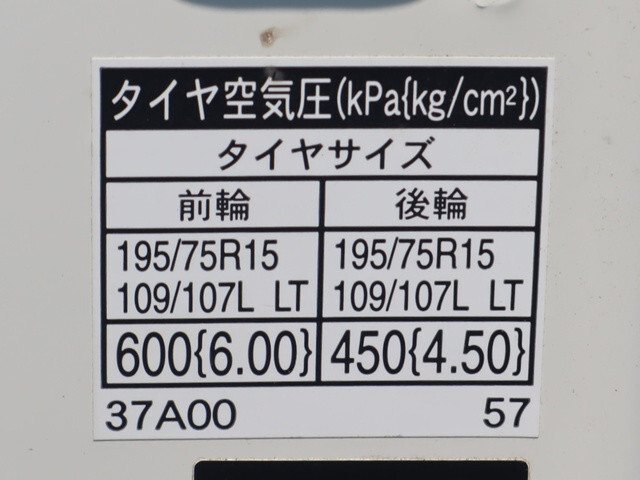 タイヤ空気圧(kPa{kg/cm²})
タイヤサイズ
前輪 後輪
195/75R15 195/75R15
109/107L LT 109/107L LT
600{6.00} 450{4.50}
37A00 57